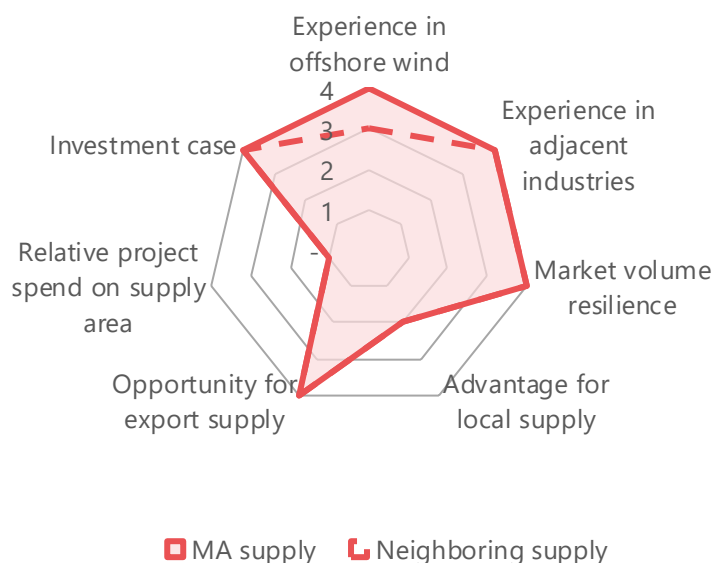 Experience in
offshore wind
Experience in
adjacent
industries
Market volume
resilience
Advantage for
local supply
Opportunity for
export supply
Relative project
spend on supply
area
Investment case
4
3
2
1
-
MA supply
Neighboring supply